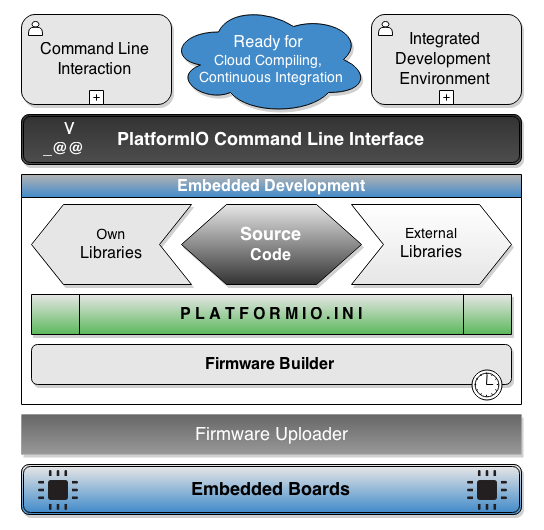 Command Line
Interaction
Ready for
Cloud Compiling,
Continuous Integration
Integrated
Development
Environment
V
_@@
PlatformIO Command Line Interface
Embedded Development
Own
Libraries
Source
Code
External
Libraries
PLATFORMIO.INI
Firmware Builder
Firmware Uploader
Embedded Boards